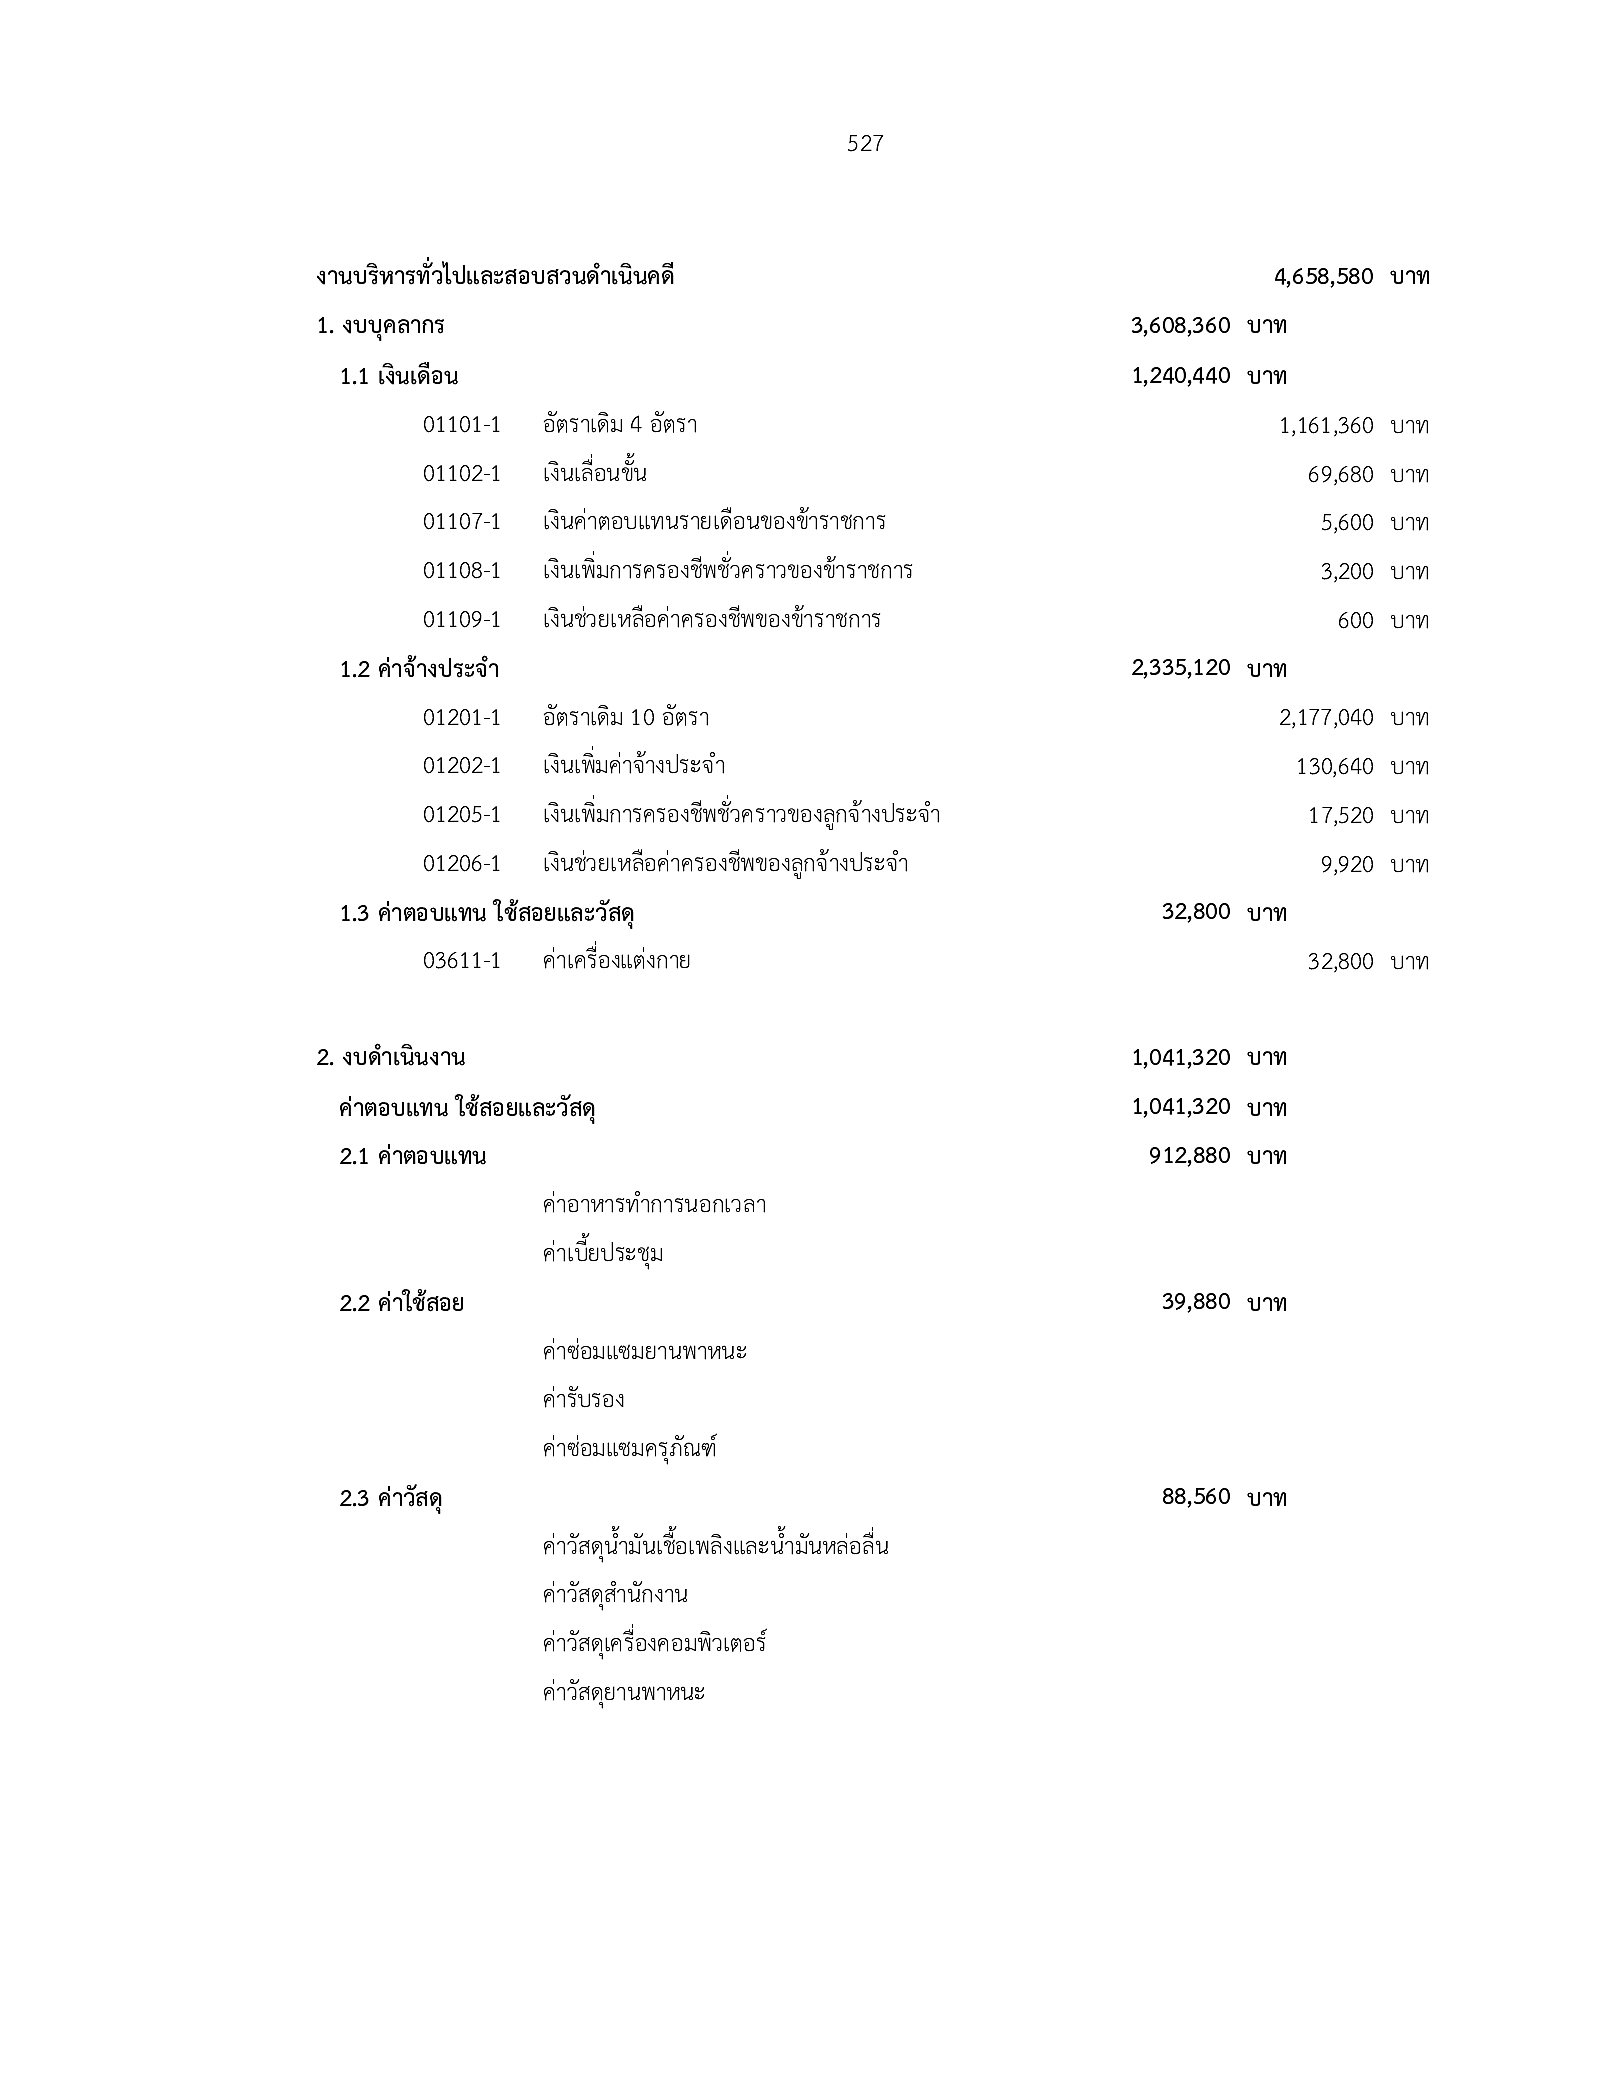 527
งานบริหารทั่วไปและสอบสวนดำเนินคดี 4,658,580 บาท
1. งบบุคลากร 3,608,360 บาท
1.1 เงินเดือน 1,240,440 บาท
01101-1 อัตราเดิม 4 อัตรา 1,161,360 บาท
01102-1 เงินเลื่อนขั้น 69,680 บาท
01107-1 เงินค่าตอบแทนรายเดือนของข้าราชการ 5,600 บาท
01108-1 เงินเพิ่มการครองชีพชั่วคราวของข้าราชการ 3,200 บาท
01109-1 เงินช่วยเหลือค่าครองชีพของข้าราชการ 600 บาท
1.2 ค่าจ้างประจำ 2,335,120 บาท
01201-1 อัตราเดิม 10 อัตรา 2,177,040 บาท
01202-1 เงินเพิ่มค่าจ้างประจำ 130,640 บาท
01205-1 เงินเพิ่มการครองชีพชั่วคราวของลูกจ้างประจำ 17,520 บาท
01206-1 เงินช่วยเหลือค่าครองชีพของลูกจ้างประจำ 9,920 บาท
1.3 ค่าตอบแทน ใช้สอยและวัสดุ 32,800 บาท
03611-1 ค่าเครื่องแต่งกาย 32,800 บาท
2. งบดำเนินงาน 1,041,320 บาท
ค่าตอบแทน ใช้สอยและวัสดุ 1,041,320 บาท
2.1 ค่าตอบแทน 912,880 บาท
ค่าอาหารทำการนอกเวลา
ค่าเบี้ยประชุม
2.2 ค่าใช้สอย 39,880 บาท
ค่าซ่อมแซมยานพาหนะ
ค่ารับรอง
ค่าซ่อมแซมครุภัณฑ์
2.3 ค่าวัสดุ 88,560 บาท
ค่าวัสดุน้ำมันเชื้อเพลิงและน้ำมันหล่อลื่น
ค่าวัสดุสำนักงาน
ค่าวัสดุเครื่องคอมพิวเตอร์
ค่าวัสดุยานพาหนะ